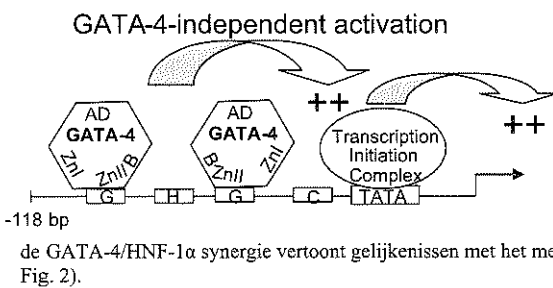 GATA-4-independent activation
++
++
AD
GATA-4
ZnI
ZnII/B
AD
GATA-4
B
ZnII
ZnI
Transcription
Initiation
Complex
G
H
G
C
TATA
-118 bp
de GATA-4/HNF-1α synergie vertoont gelijkenissen met het me
Fig. 2).